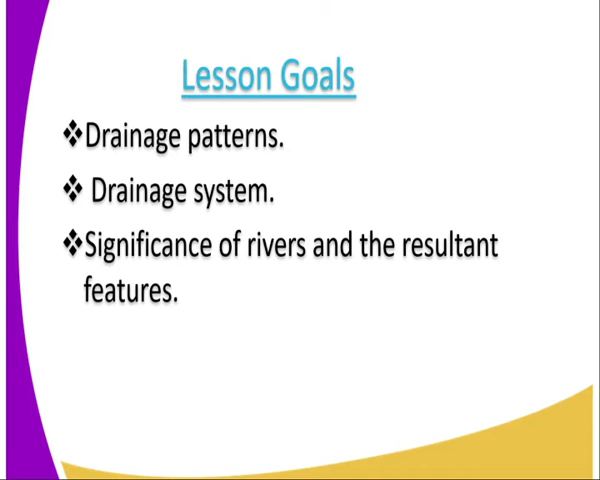 Lesson Goals
❖Drainage patterns.
❖ Drainage system.
❖Significance of rivers and the resultant
features.